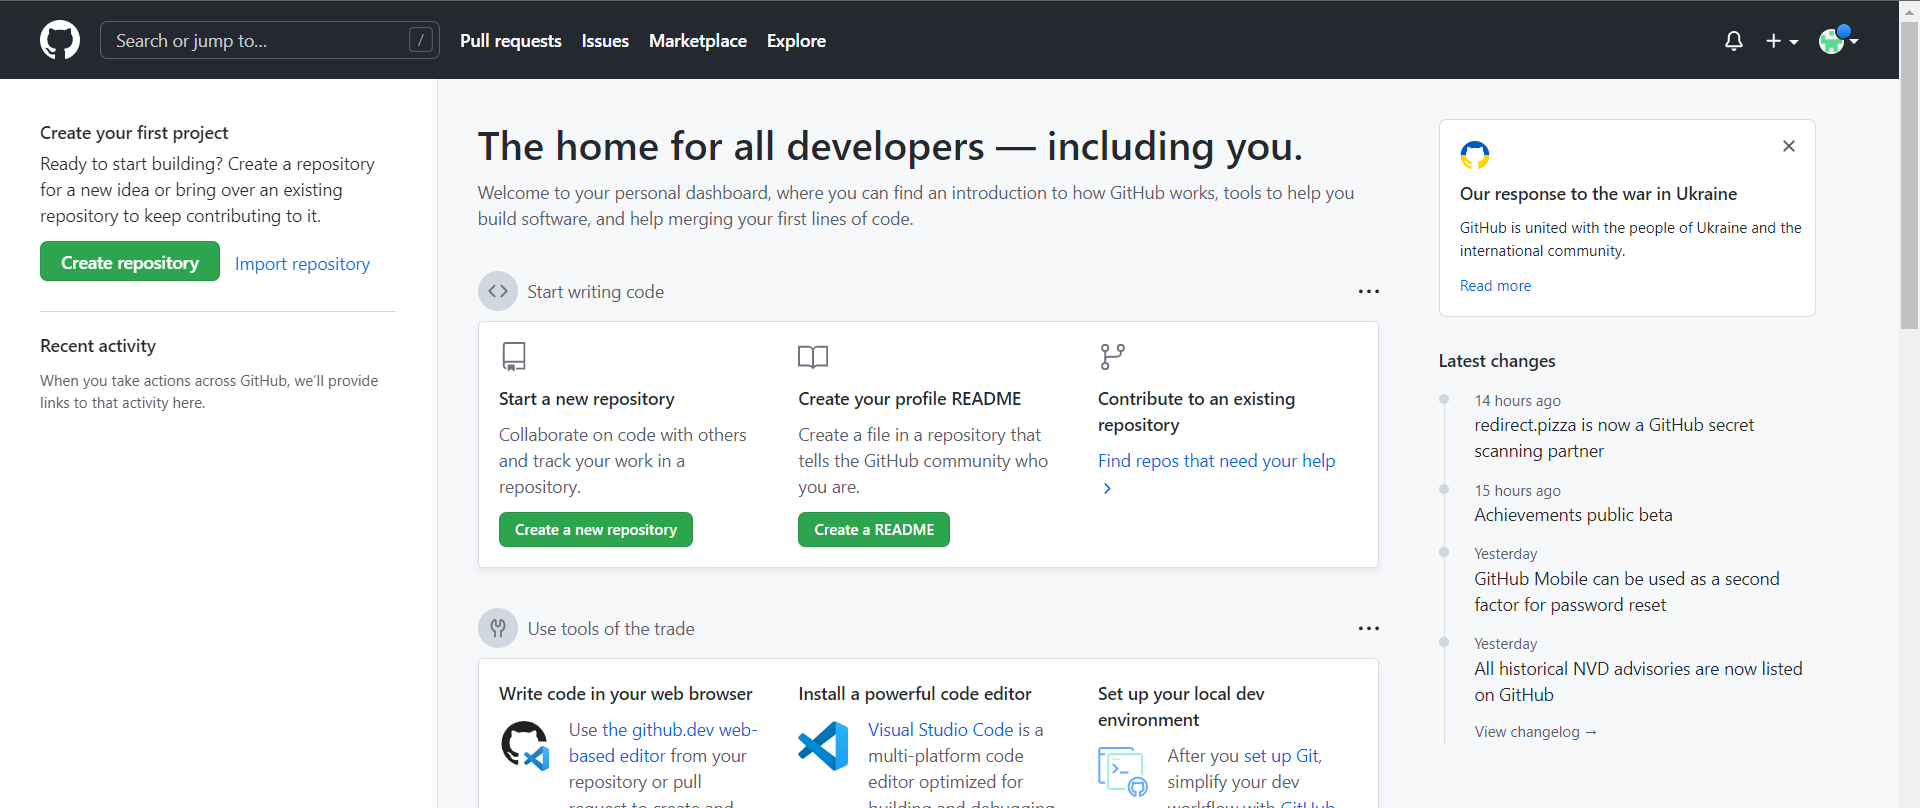 Search or jump to...
/
Pull requests
Issues
Marketplace
Explore
Create your first project
Ready to start building? Create a repository
for a new idea or bring over an existing
repository to keep contributing to it.
Create repository
Import repository
Recent activity
When you take actions across GitHub, we'll provide
links to that activity here.
The home for all developers — including you.
Welcome to your personal dashboard, where you can find an introduction to how GitHub works, tools to help you
build software, and help merging your first lines of code.
Start writing code
Start a new repository
Collaborate on code with others
and track your work in a
repository.
Create a new repository
Create your profile README
Create a file in a repository that
tells the GitHub community who
you are.
Create a README
Contribute to an existing
repository
Find repos that need your help
Use tools of the trade
Write code in your web browser
Use the github.dev web-
based editor from your
repository or pull
request to create and
Install a powerful code editor
Visual Studio Code is a
multi-platform code
editor optimized for
building and debugging
Set up your local dev
environment
After you set up Git,
simplify your dev
workflow with GitHub
Our response to the war in Ukraine
GitHub is united with the people of Ukraine and the
international community.
Read more
Latest changes
14 hours ago
redirect.pizza is now a GitHub secret
scanning partner
15 hours ago
Achievements public beta
Yesterday
GitHub Mobile can be used as a second
factor for password reset
Yesterday
All historical NVD advisories are now listed
on GitHub
View changelog →